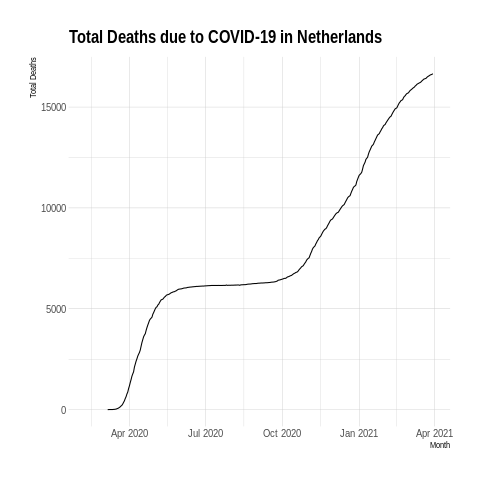 Total Deaths due to COVID-19 in Netherlands
Total Deaths
15000
10000
5000
0
Apr 2020 Jul 2020 Oct 2020 Jan 2021 Apr 2021
Month